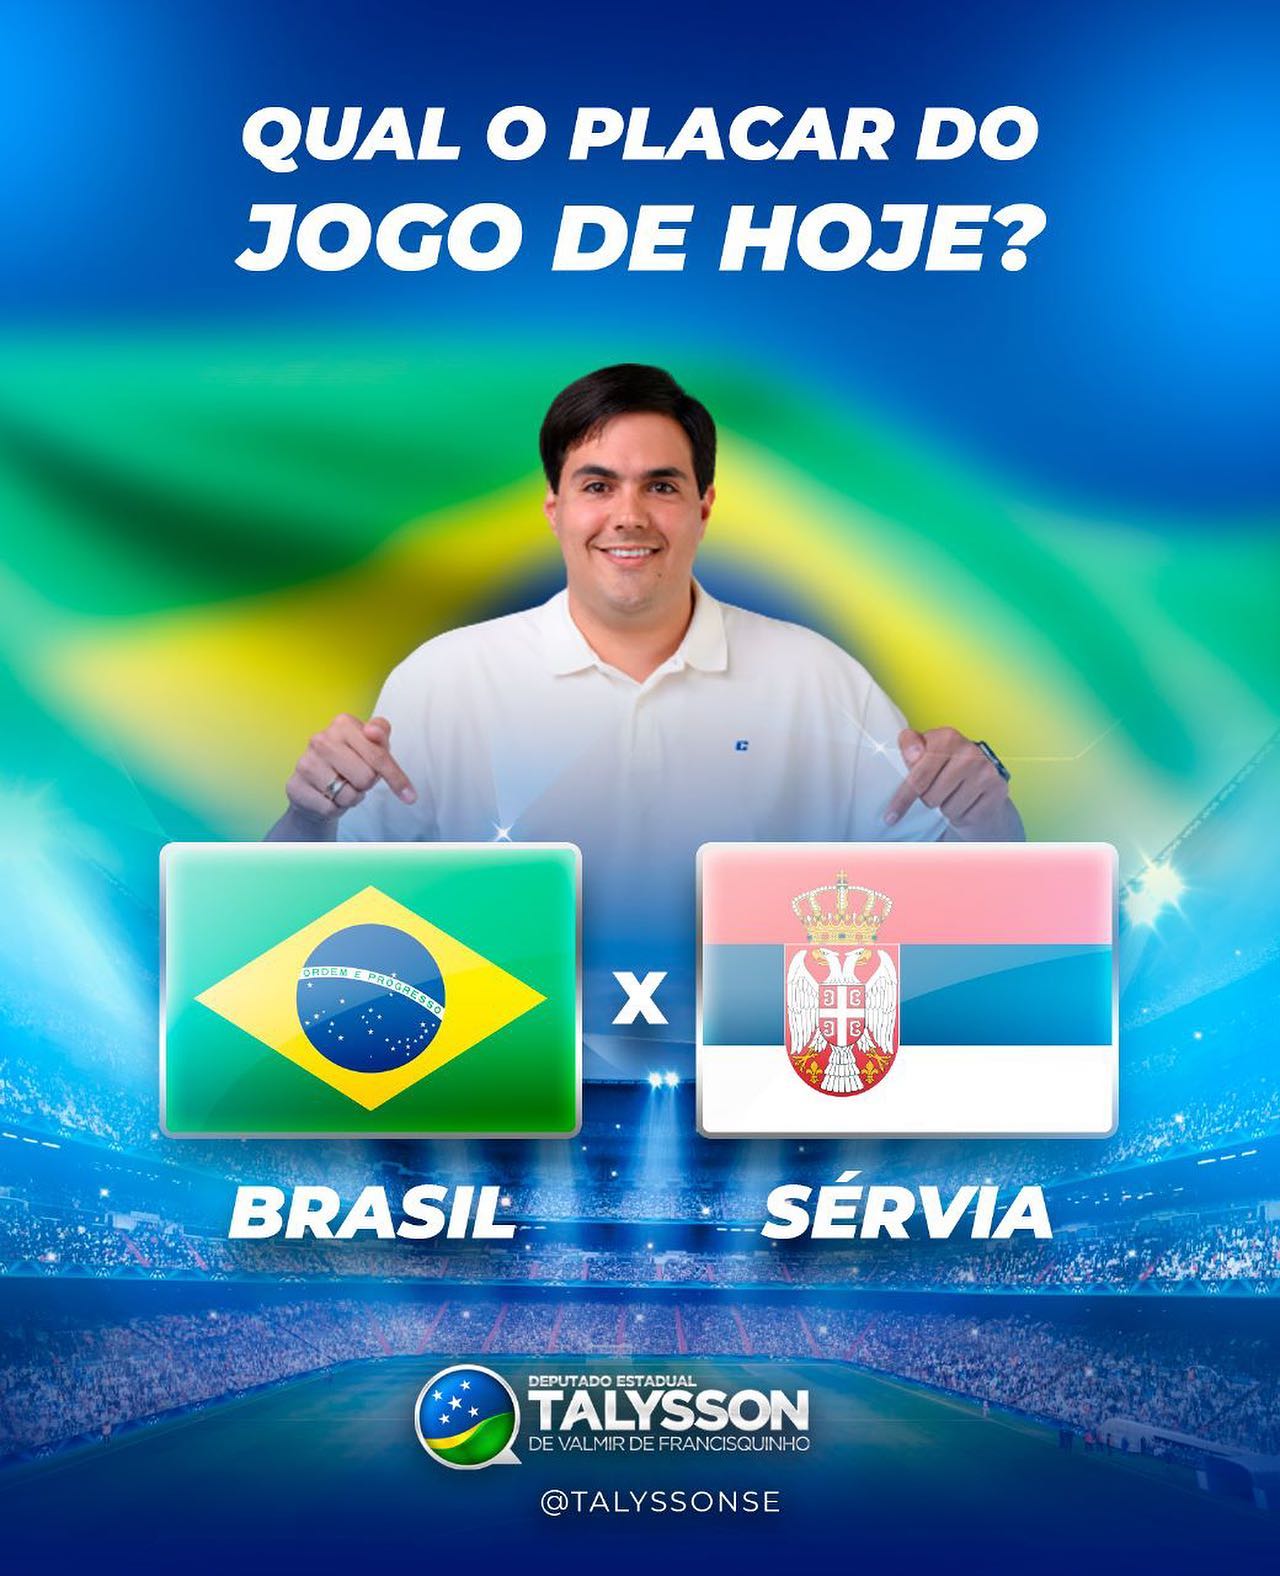 QUAL O PLACAR DO
JOGO DE HOJE?
ORDEM E PROGRESSO
X
BRASIL
SÉRVIA
DEPUTADO ESTADUAL
TALYSSON
DE VALMIR DE FRANCISQUINHO
@TALYSSONSE